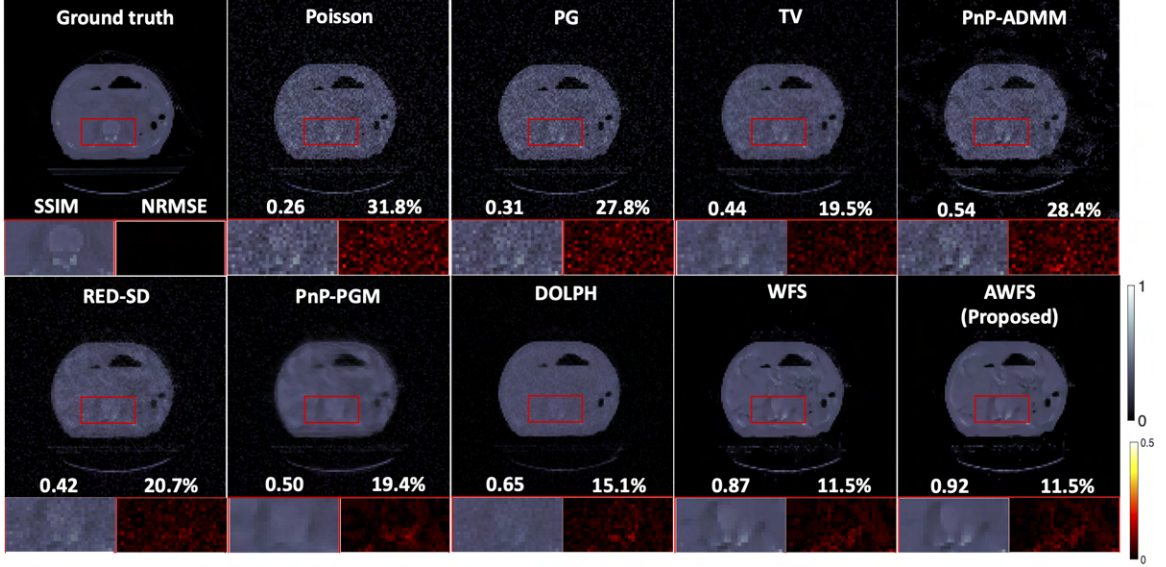 Ground truth
Poisson
PG
TV
PnP-ADMM
SSIM NRMSE
0.26 31.8%
0.31 27.8%
0.44 19.5%
0.54 28.4%
RED-SD
PnP-PGM
DOLPH
WFS
AWFS
(Proposed)
0.42 20.7%
0.50 19.4%
0.65 15.1%
0.87 11.5%
0.92 11.5%
1
0
0.5
0